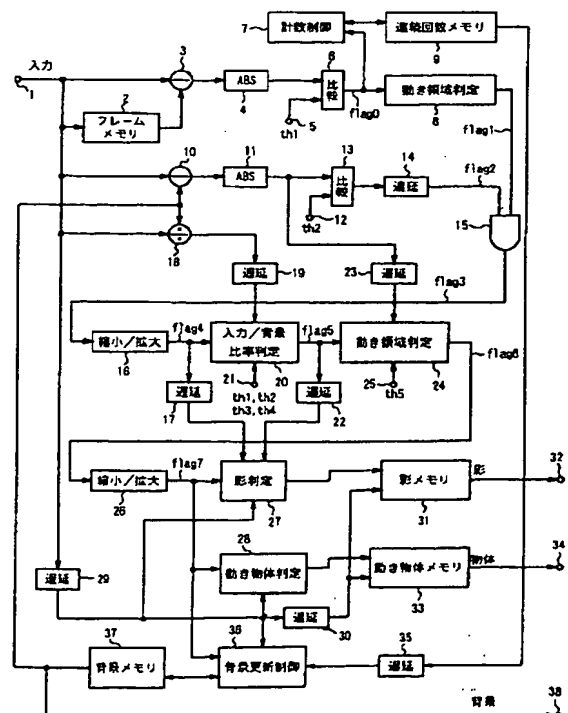 7
計数制御
連続回数メモリ
9
入力
3
ABS
6
比較
1
4
5
flag0
動き領域判定
8
th1
2
フレーム
メモリ
flag1
10
11
ABS
13
比較
14
遅延
flag2
12
th2
15
18
遅延
19
23
遅延
flag3
縮小/拡大
flag4
入力/背景
比率判定
flag5
動き領域判定
flag6
16
21
20
25
24
遅延
th1,th2
th3,th4
遅延
th5
17
22
縮小/拡大
flag7
影判定
影メモリ
影
32
26
27
31
28
34
動き物体判定
動き物体メモリ
物体
遅延
29
33
遅延
30
37
36
35
背景メモリ
背景更新制御
遅延
背景
38